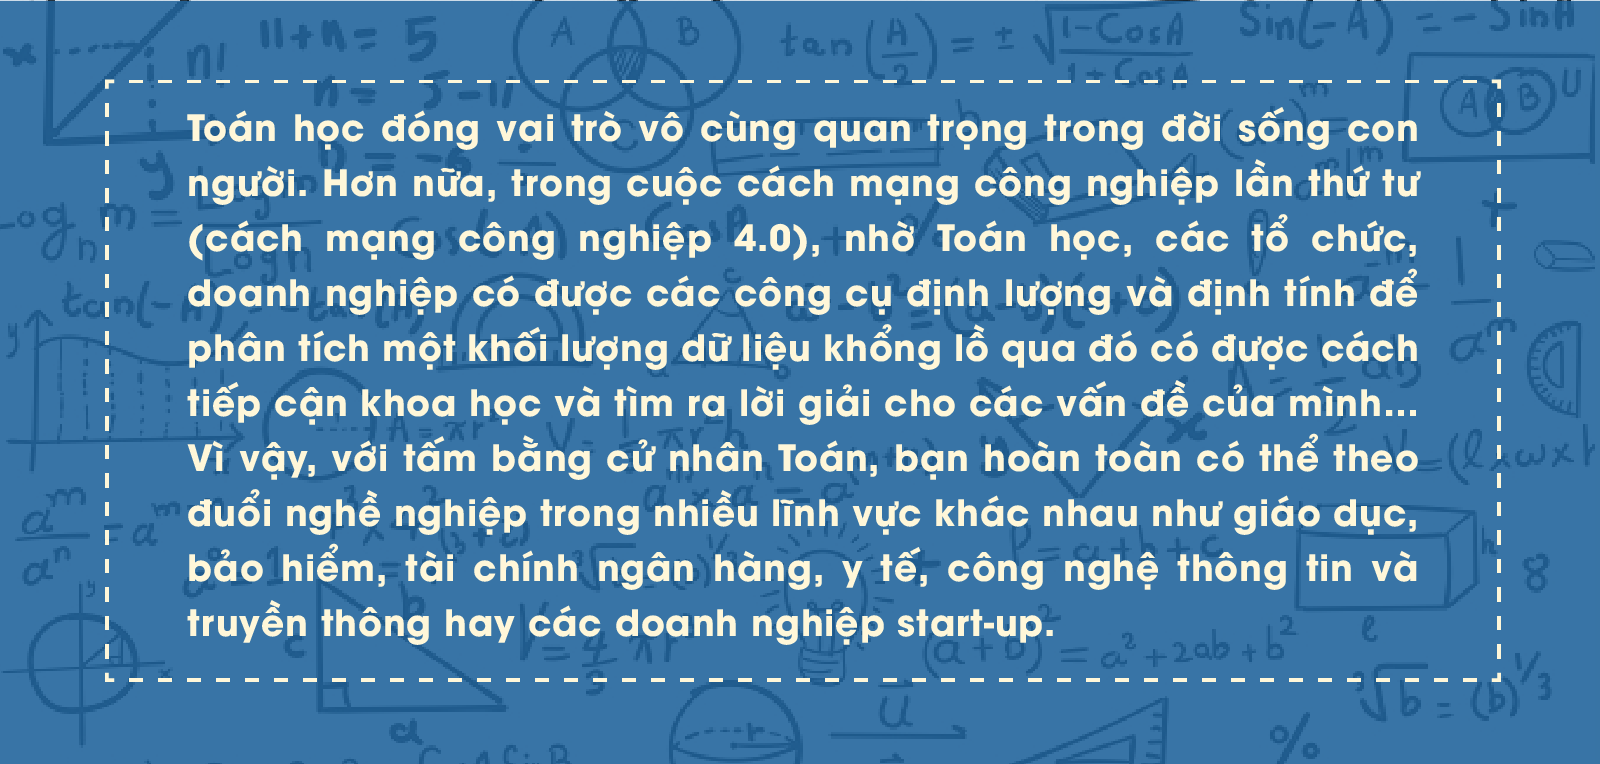 Toán học đóng vai trò vô cùng quan trọng trong đời sống con
người. Hơn nữa, trong cuộc cách mạng công nghiệp lần thứ tư
(cách mạng công nghiệp 4.0), nhờ Toán học, các tổ chức,
doanh nghiệp có được các công cụ định lượng và định tính để
phân tích một khối lượng dữ liệu khổng lồ qua đó có được cách
tiếp cận khoa học và tìm ra lời giải cho các vấn đề của mình...
Vì vậy, với tấm bằng cử nhân Toán, bạn hoàn toàn có thể theo
đuổi nghề nghiệp trong nhiều lĩnh vực khác nhau như giáo dục,
bảo hiểm, tài chính ngân hàng, y tế, công nghệ thông tin và
truyền thông hay các doanh nghiệp start-up.